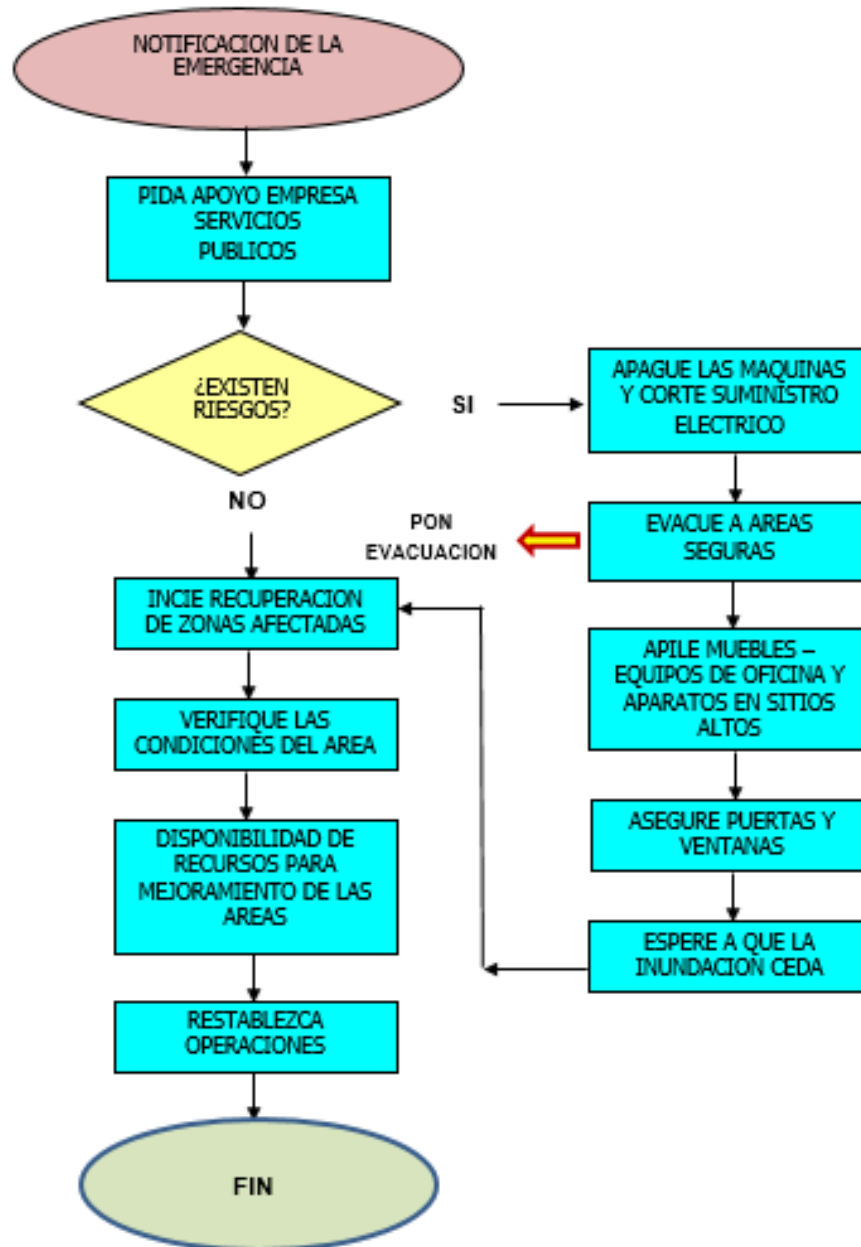 NOTIFICACION DE LA
EMERGENCIA
PIDA APOYO EMPRESA
SERVICIOS
PUBLICOS
¿EXISTEN
RIESGOS?
SI
APAGUE LAS MAQUINAS
Y CORTE SUMINISTRO
ELECTRICO
NO
PON
EVACUACION
EVACUE A AREAS
SEGURAS
INCIE RECUPERACION
DE ZONAS AFECTADAS
APILE MUEBLES –
EQUIPOS DE OFICINA Y
APARATOS EN SITIOS
ALTOS
VERIFIQUE LAS
CONDICIONES DEL AREA
ASEGURE PUERTAS Y
VENTANAS
DISPONIBILIDAD DE
RECURSOS PARA
MEJORAMIENTO DE LAS
AREAS
ESPERE A QUE LA
INUNDACION CEDA
RESTABLEZCA
OPERACIONES
FIN